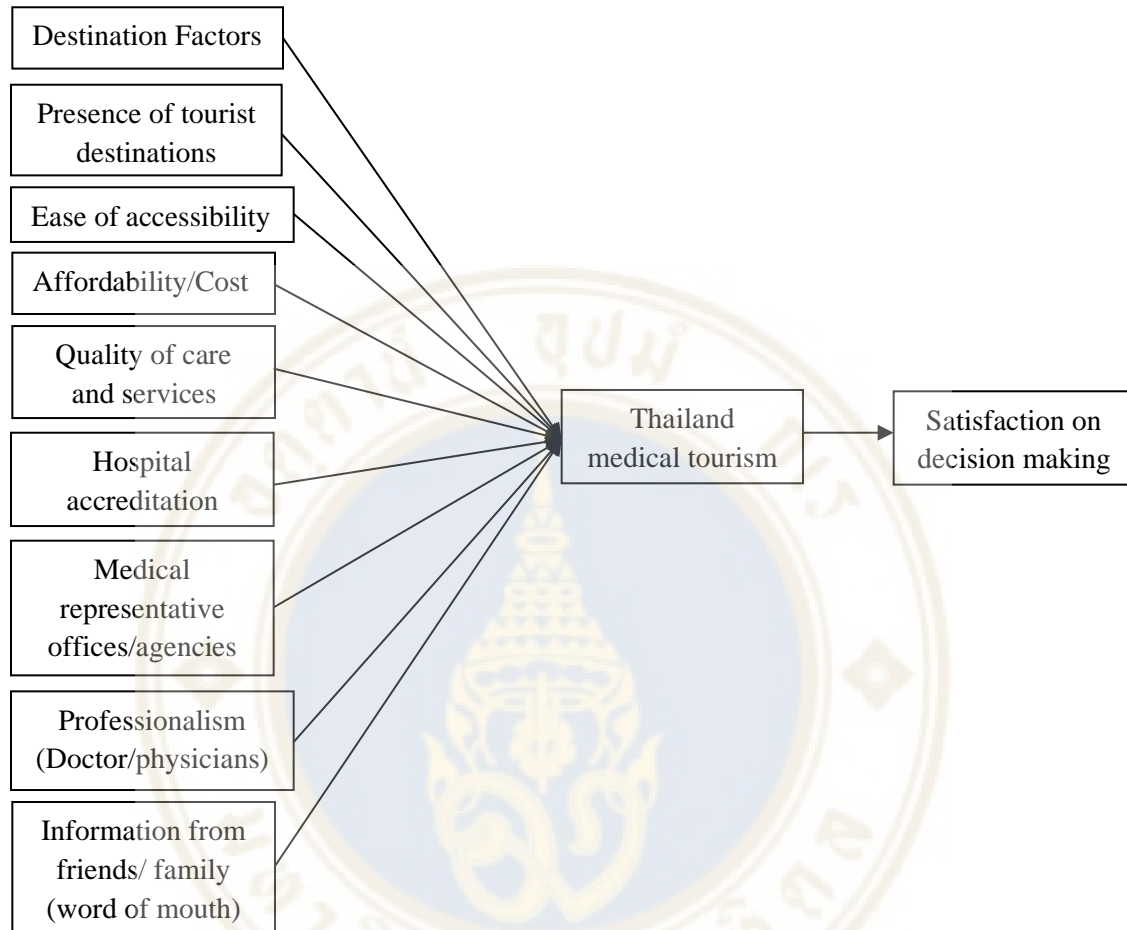 Destination Factors
Presence of tourist
destinations
Ease of accessibility
Affordability/Cost
Quality of care
and services
Hospital
accreditation
Medical
representative
offices/agencies
Professionalism
(Doctor/physicians)
Information from
friends/ family
(word of mouth)
Thailand
medical tourism
Satisfaction on
decision making